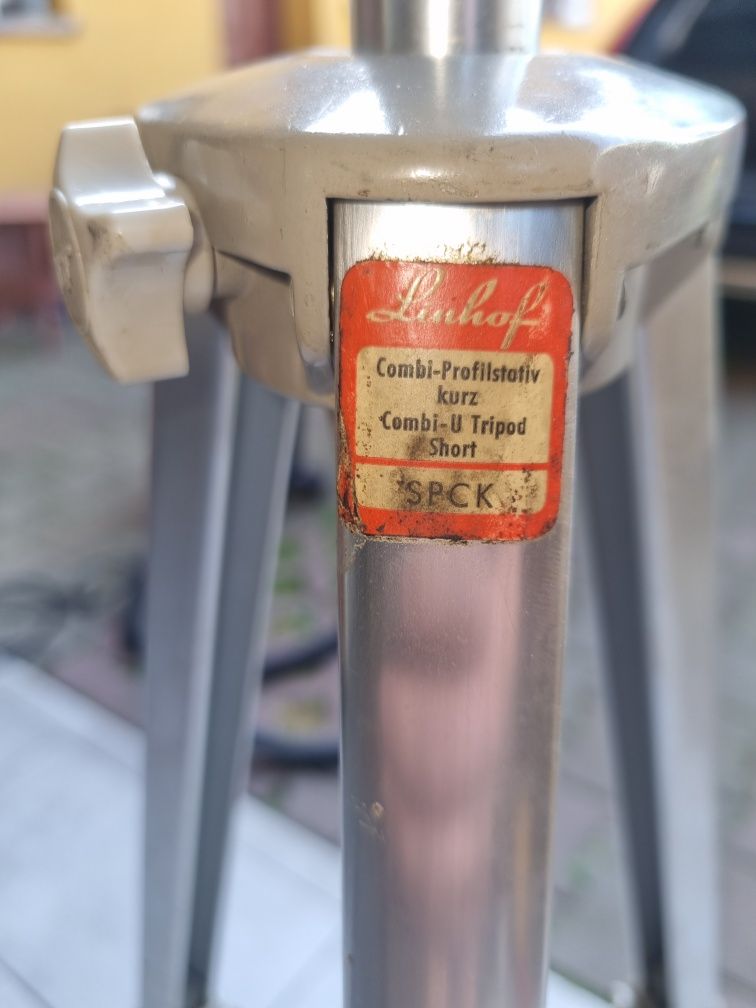 Linhof
Combi-Profilstativ
kurz
Combi-U Tripod
Short
SPCK